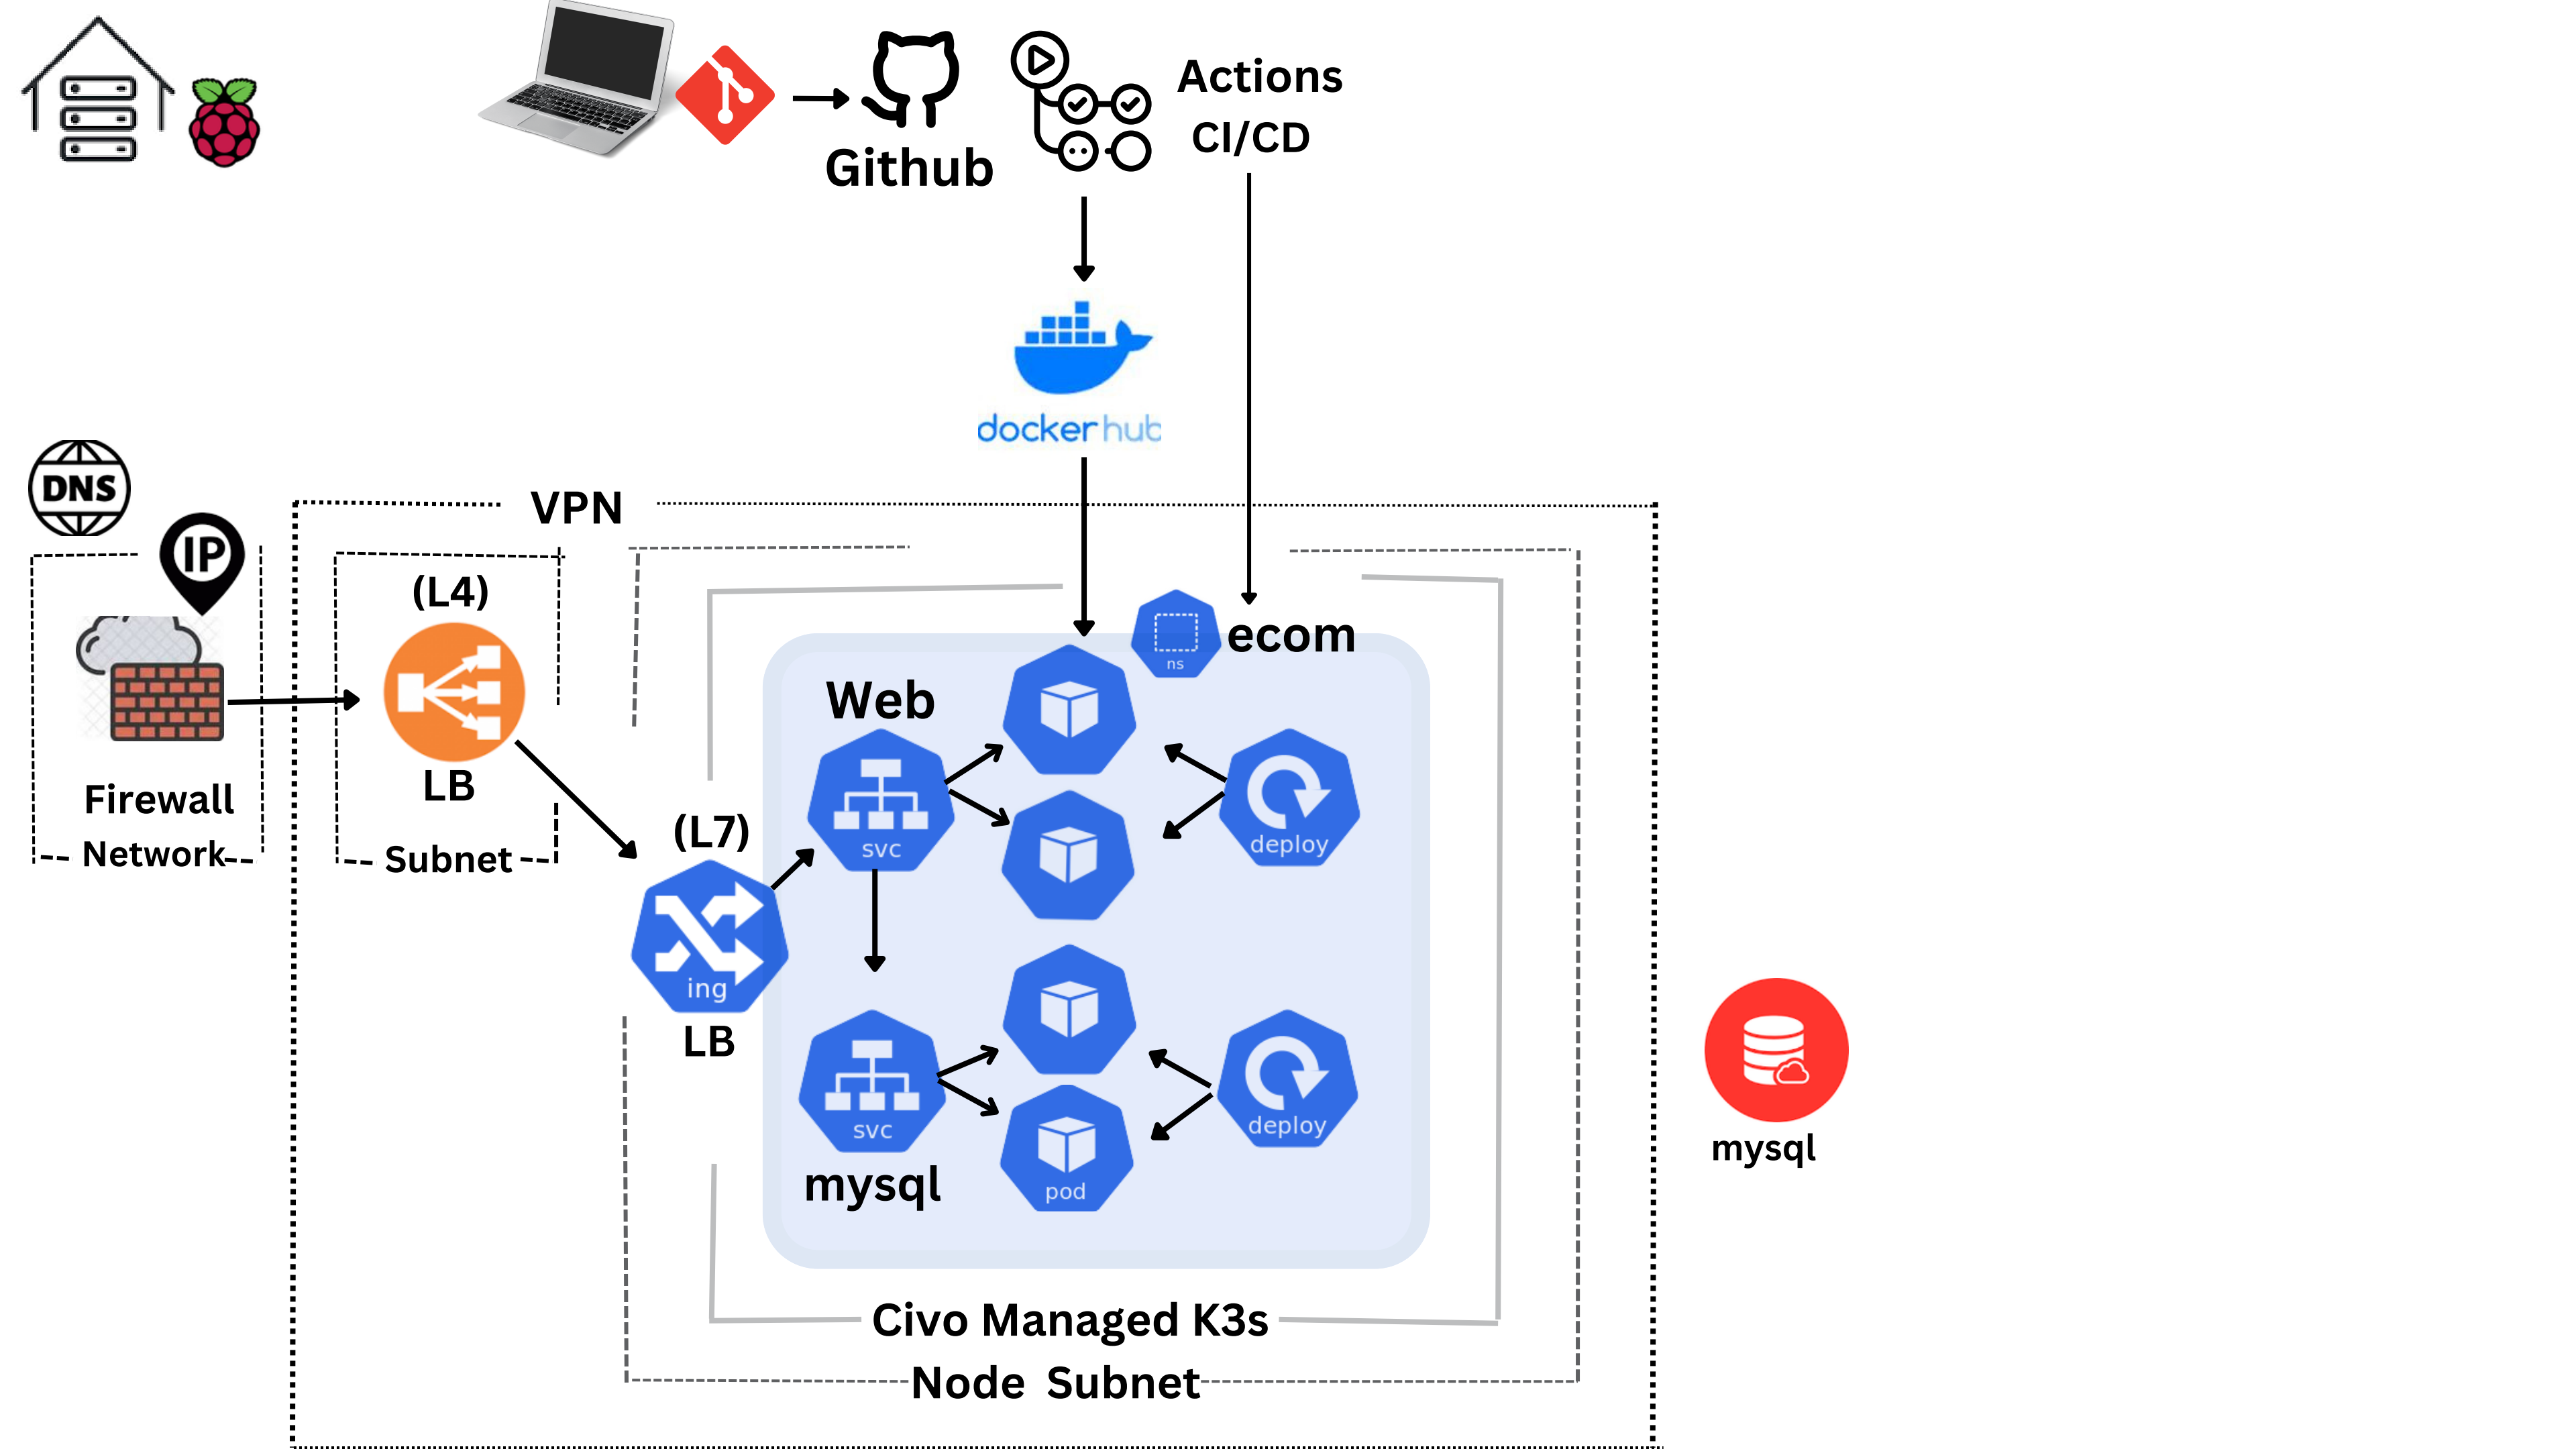 Actions
CI/CD
Github
docker hub
DNS
VPN
IP
(L4)
ns
ecom
Web
LB
Firewall
(L7)
svc
deploy
Network
Subnet
ing
LB
svc
deploy
mysql
pod
mysql
Civo Managed K3s
Node Subnet